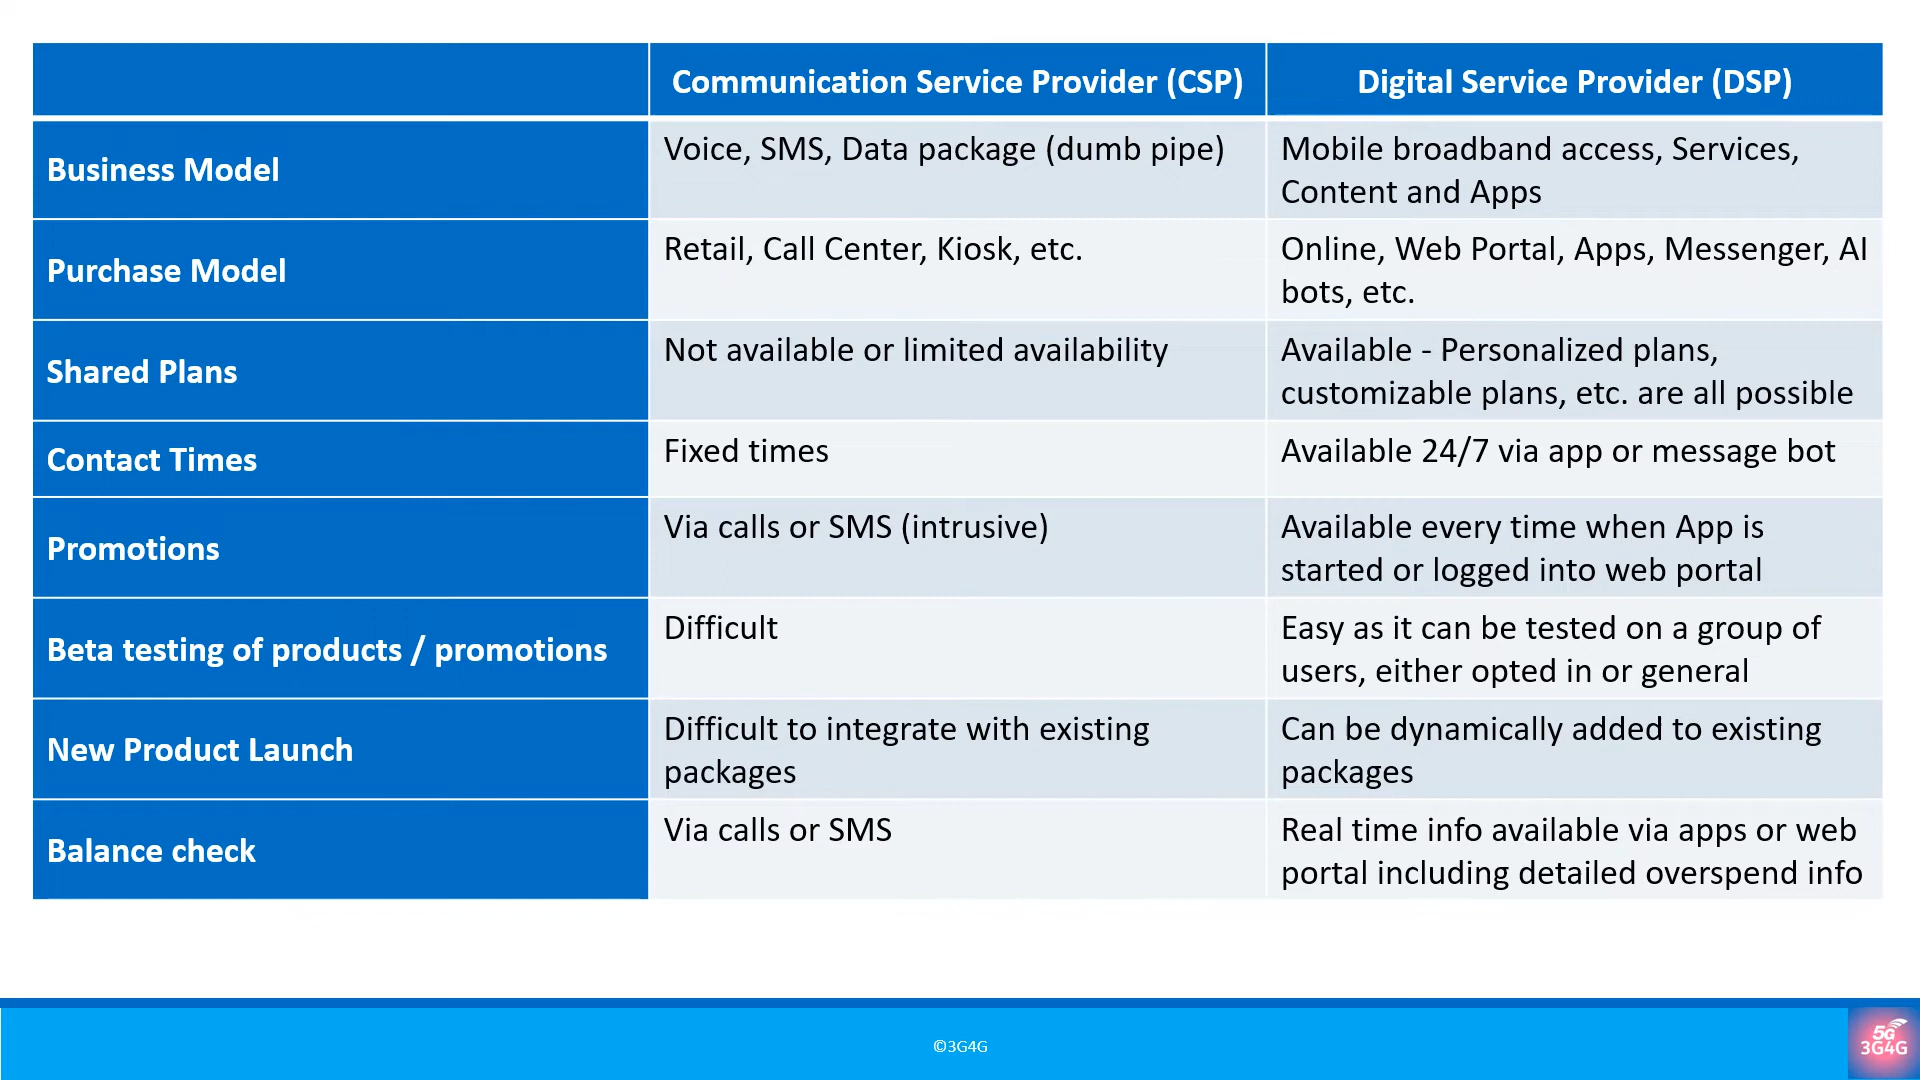 Communication Service Provider (CSP)
Digital Service Provider (DSP)
Business Model
Voice, SMS, Data package (dumb pipe)
Mobile broadband access, Services,
Content and Apps
Purchase Model
Retail, Call Center, Kiosk, etc.
Online, Web Portal, Apps, Messenger, AI
bots, etc.
Shared Plans
Not available or limited availability
Available - Personalized plans,
customizable plans, etc. are all possible
Contact Times
Fixed times
Available 24/7 via app or message bot
Promotions
Via calls or SMS (intrusive)
Available every time when App is
started or logged into web portal
Beta testing of products / promotions
Difficult
Easy as it can be tested on a group of
users, either opted in or general
New Product Launch
Difficult to integrate with existing
packages
Can be dynamically added to existing
packages
Balance check
Via calls or SMS
Real time info available via apps or web
portal including detailed overspend info
©3G4G
5G
3G4G